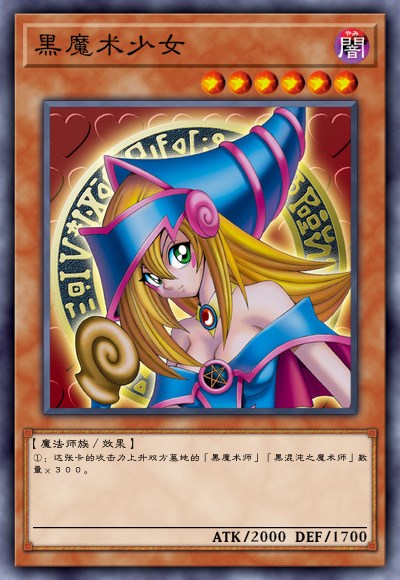 黑魔术少女
やみ
闇
【魔法师族／效果】
①：这张卡的攻击力上升双方墓地的「黑魔术师」「黑混沌之魔术师」数
量×３００。
ATK/2000 DEF/1700